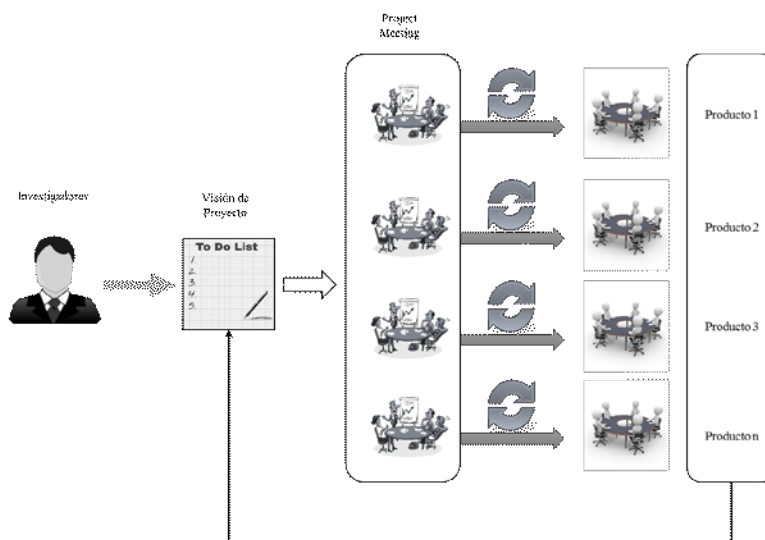 Project
Meeting
Investigadores
Visión de
Proyecto
To Do List
1.
2.
3.
4.
5.
Producto 1
Producto 2
Producto 3
Producto n